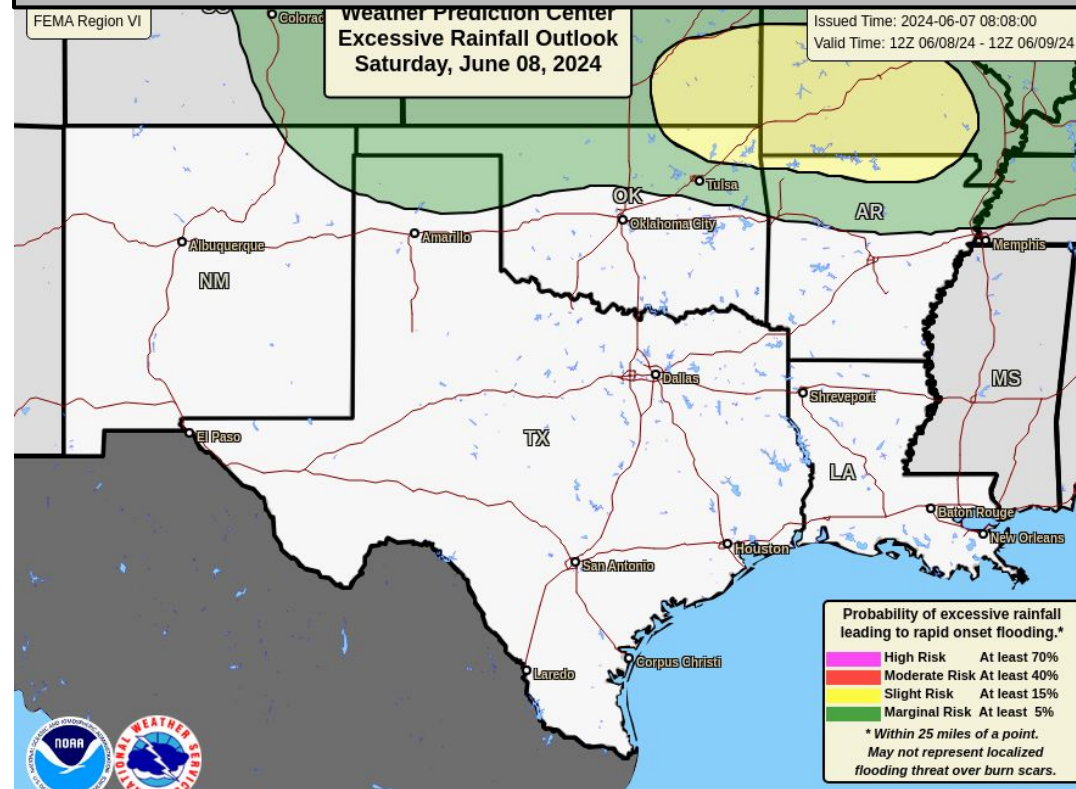 FEMA Region VI
Weather Prediction Center
Excessive Rainfall Outlook
Saturday, June 08, 2024
Issued Time: 2024-06-07 08:08:00
Valid Time: 12Z 06/08/24 - 12Z 06/09/24
Tulsa
OK
Oklahoma City
AR
Albuquerque
Amarillo
Memphis
NM
Dallas
MS
Shreveport
El Paso
TX
LA
Baton Rouge
New Orleans
Houston
San Antonio
Laredo
Corpus Christi
Probability of excessive rainfall
leading to rapid onset flooding.*
High Risk At least 70%
Moderate Risk At least 40%
Slight Risk At least 15%
Marginal Risk At least 5%
* Within 25 miles of a point.
May not represent localized
flooding threat over burn scars.
NOAA